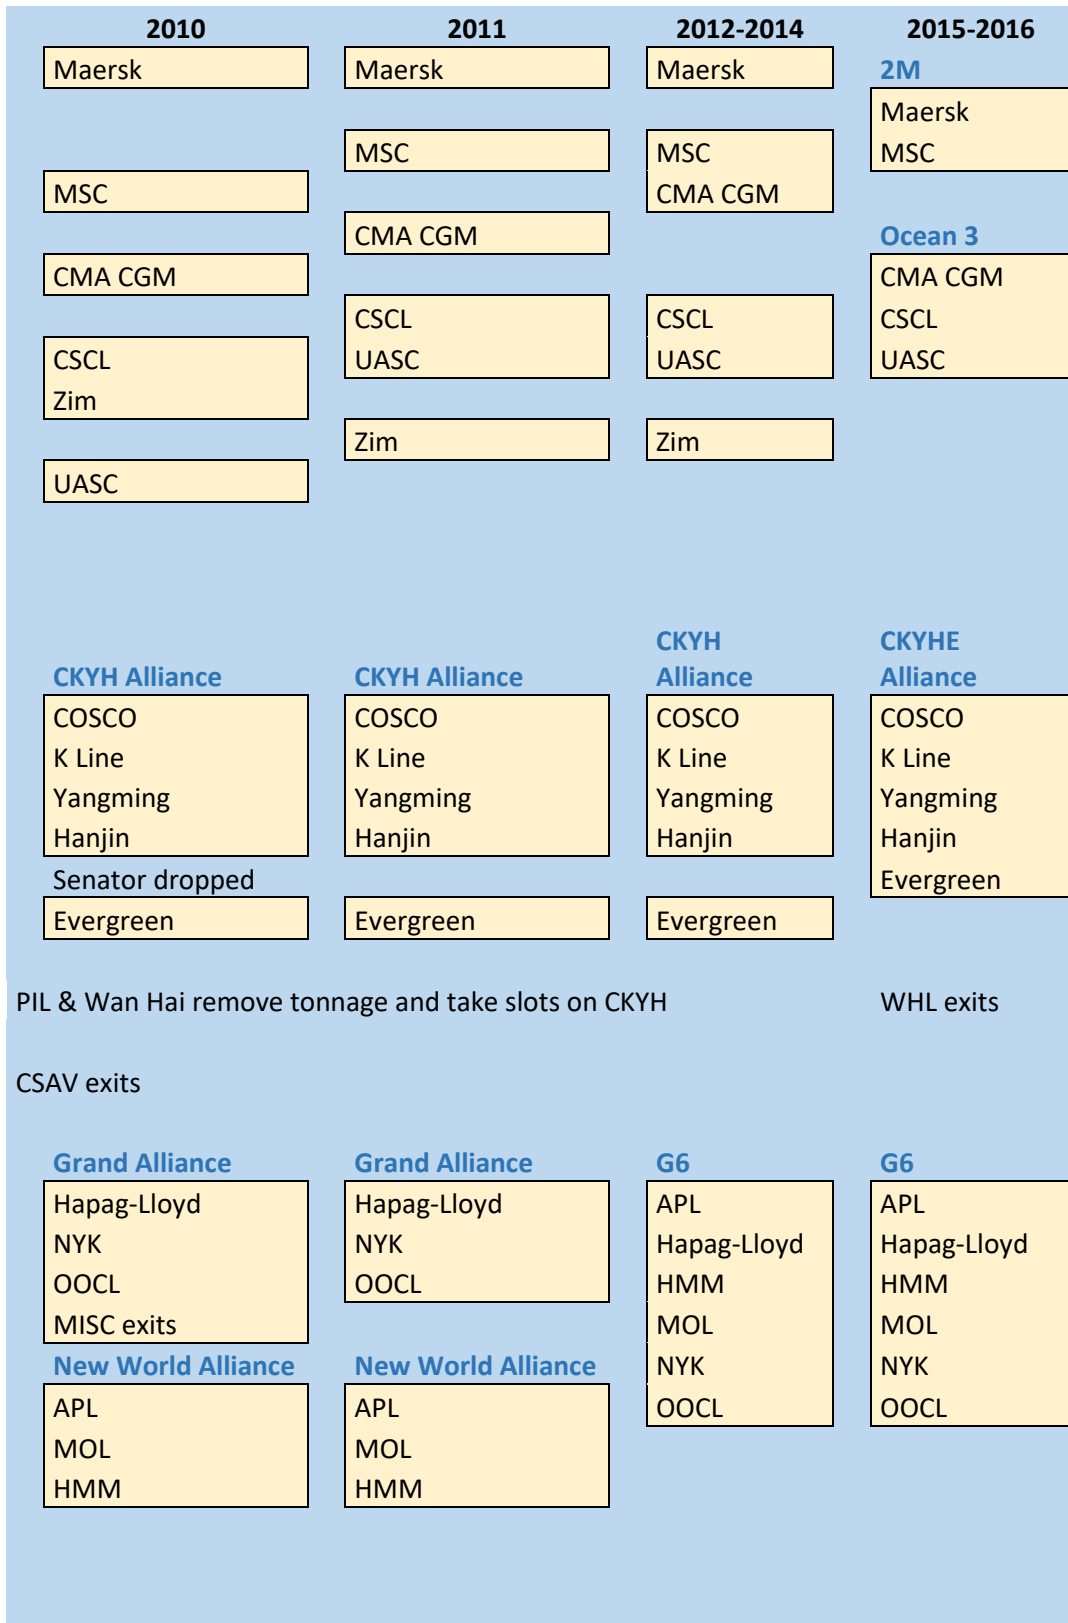 2010 2011 2012-2014 2015-2016
Maersk Maersk Maersk 2M
Maersk
MSC MSC MSC
MSC CMA CGM
CMA CGM Ocean 3
CMA CGM CMA CGM
CSCL CSCL CSCL
CSCL UASC UASC UASC
Zim
Zim Zim
UASC
CKYH CKYHE
CKYH Alliance CKYH Alliance Alliance Alliance
COSCO COSCO COSCO COSCO
K Line K Line K Line K Line
Yangming Yangming Yangming Yangming
Hanjin Hanjin Hanjin Hanjin
Senator dropped Evergreen
Evergreen Evergreen Evergreen
PIL & Wan Hai remove tonnage and take slots on CKYH WHL exits
CSAV exits
Grand Alliance Grand Alliance G6 G6
Hapag-Lloyd Hapag-Lloyd APL APL
NYK NYK Hapag-Lloyd Hapag-Lloyd
OOCL OOCL HMM HMM
MISC exits MOL MOL
New World Alliance New World Alliance NYK NYK
APL APL OOCL OOCL
MOL MOL
HMM HMM